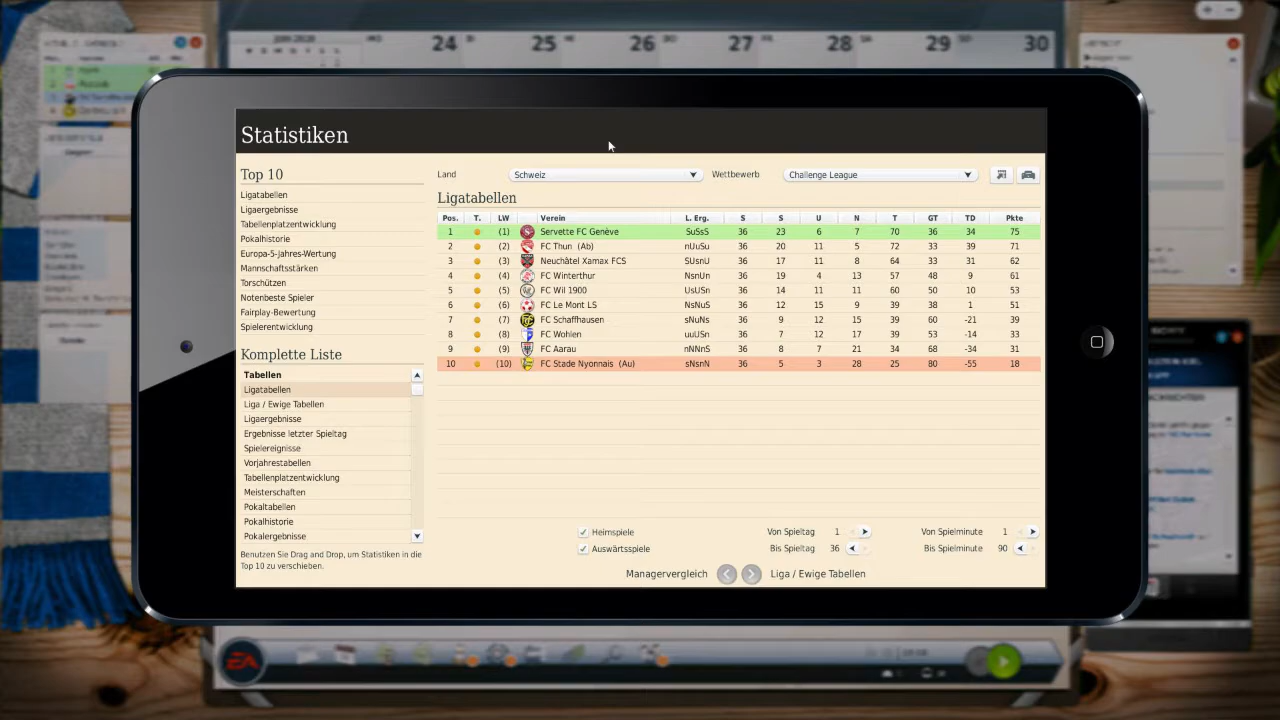 24 25 26 27 28 29 30
Statistiken
Top 10
Ligatabellen
Ligaergebnisse
Tabellenplatzentwicklung
Pokalhistorie
Europa-5-Jahres-Wertung
Mannschaftsstärken
Torschützen
Notenbeste Spieler
Fairplay-Bewertung
Spielerentwicklung
Komplette Liste
Tabellen
Ligatabellen
Liga / Ewige Tabellen
Ligaergebnisse
Ergebnisse letzter Spieltag
Spielereignisse
Vorjahrestabellen
Tabellenplatzentwicklung
Meisterschaften
Pokaltabellen
Pokalhistorie
Pokalergebnisse
Benutzen Sie Drag and Drop, um Statistiken in die
Top 10 zu verschieben.
Land Schweiz Wettbewerb Challenge League
Ligatabellen
Pos. T. LW Verein L. Erg. S S U N T GT TD Pkte
1 (1) Servette FC Genève SuSsS 36 23 6 7 70 36 34 75
2 (2) FC Thun (Ab) nUuSu 36 20 11 5 72 33 39 71
3 (3) Neuchâtel Xamax FCS SUsnU 36 17 11 8 64 33 31 62
4 (4) FC Winterthur NsnUn 36 19 4 13 57 48 9 61
5 (5) FC Wil 1900 UsUSn 36 14 11 11 60 50 10 53
6 (6) FC Le Mont LS NsNuS 36 12 15 9 39 38 1 51
7 (7) FC Schaffhausen sNuNs 36 9 12 15 39 60 -21 39
8 (8) FC Wohlen uuUSn 36 7 12 17 39 53 -14 33
9 (9) FC Aarau nNNnS 36 8 7 21 34 68 -34 31
10 (10) FC Stade Nyonnais (Au) sNsnN 36 5 3 28 25 80 -55 18
Heimspiele Von Spieltag 1 Von Spielminute 1
Auswärtsspiele Bis Spieltag 36 Bis Spielminute 90
Managervergleich Liga / Ewige Tabellen
EA